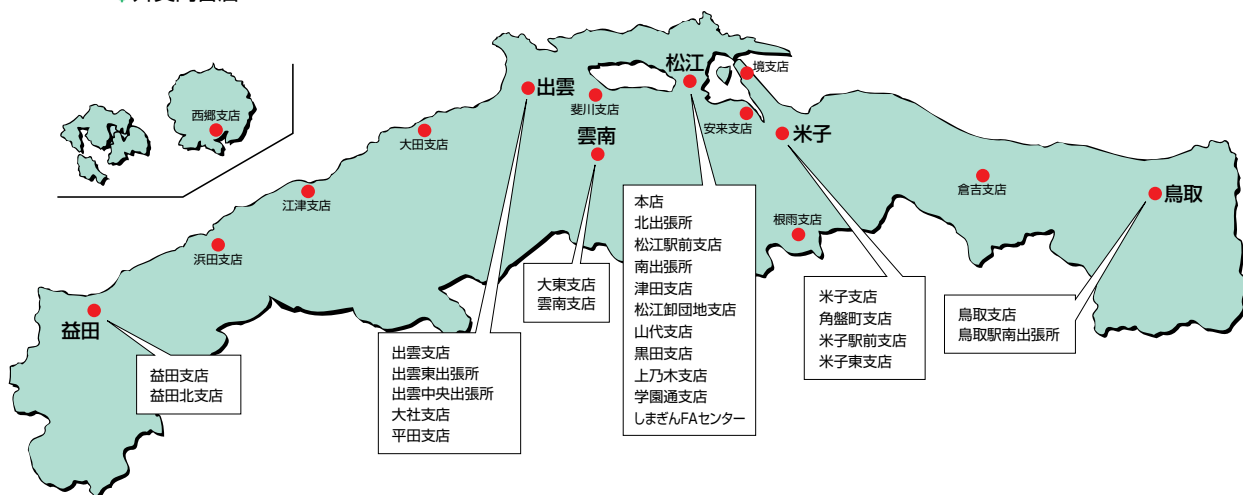 西郷支店
出雲
松江
境支店
斐川支店
大田支店
雲南
安来支店
米子
江津支店
倉吉支店
鳥取
浜田支店
根雨支店
益田
益田支店
益田北支店
出雲支店
出雲東出張所
出雲中央出張所
大社支店
平田支店
大東支店
雲南支店
本店
北出張所
松江駅前支店
南出張所
津田支店
松江卸団地支店
山代支店
黒田支店
上乃木支店
学園通支店
しまぎんFAセンター
米子支店
角盤町支店
米子駅前支店
米子東支店
鳥取支店
鳥取駅南出張所